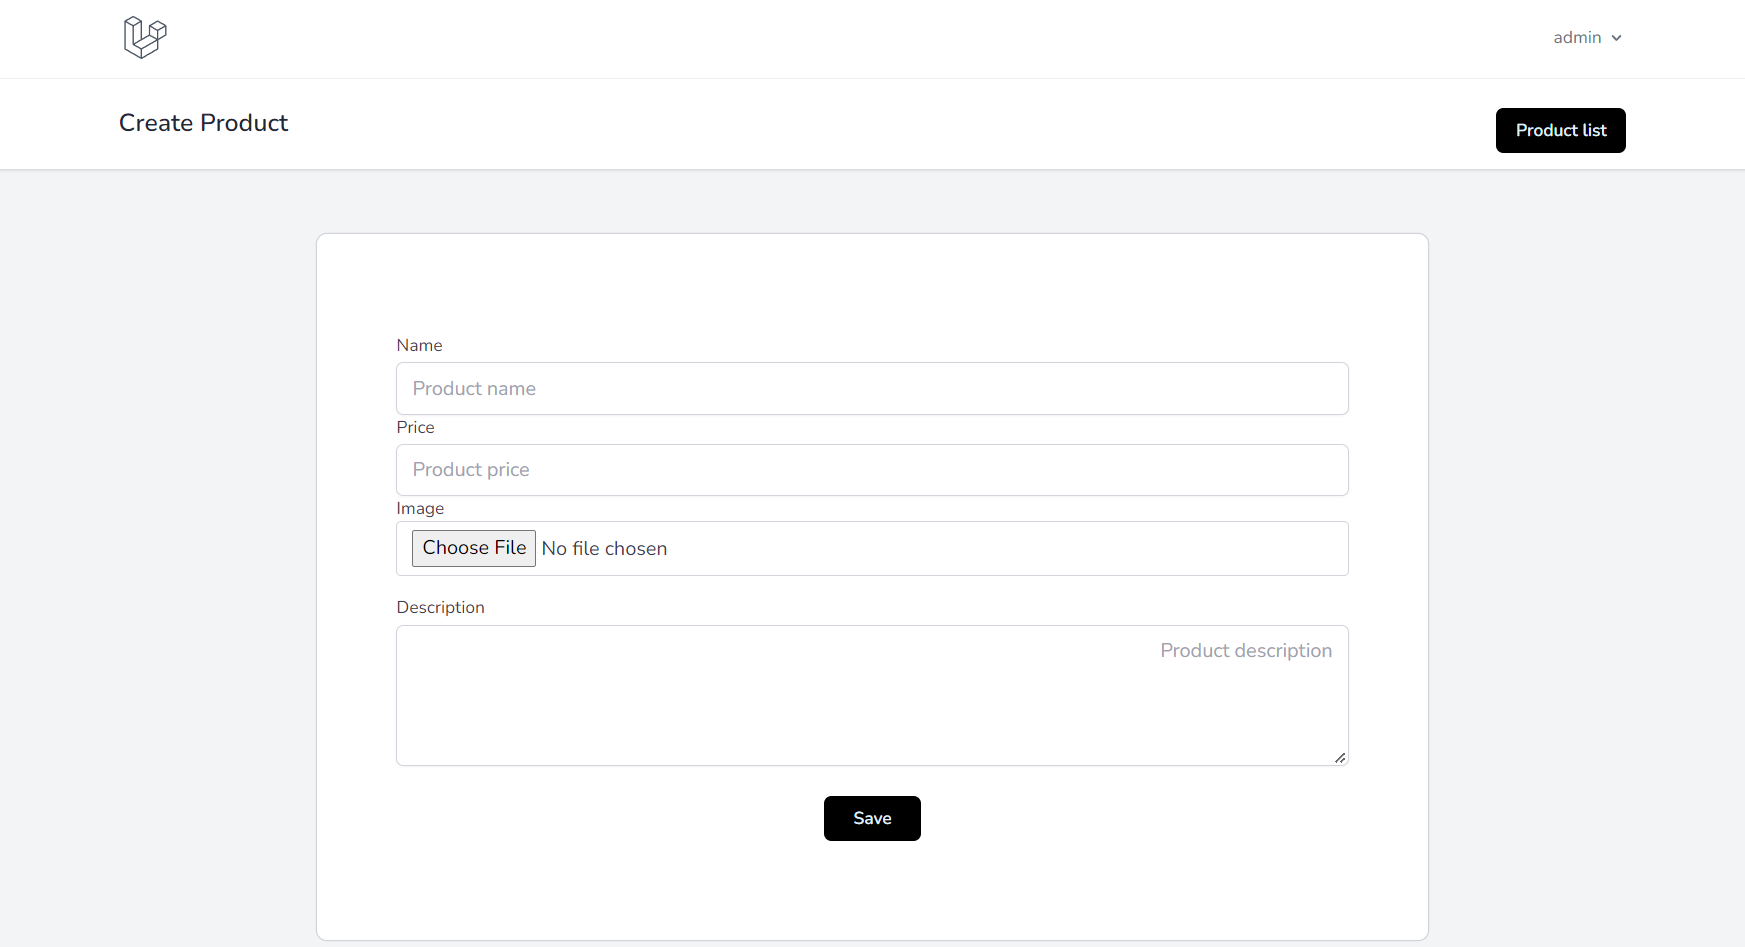 admin
Create Product
Product list
Name
Product name
Price
Product price
Image
Choose File No file chosen
Description
Product description
Save